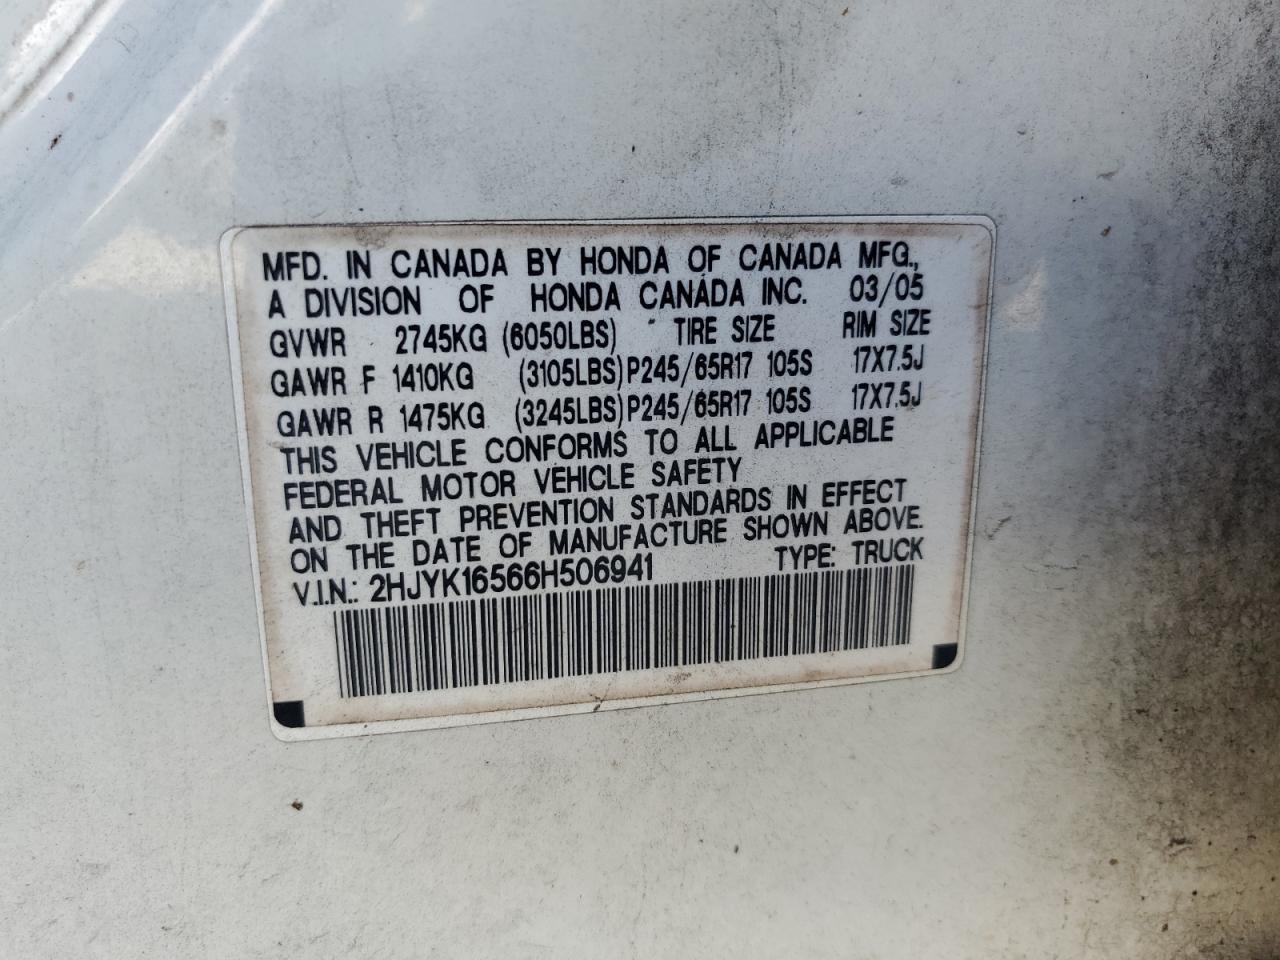 MFD. IN CANADA BY HONDA OF CANADA MFG.,
A DIVISION OF HONDA CANADA INC. 03/05
GVWR 2745KG (6050LBS) TIRE SIZE RIM SIZE
GAWR F 1410KG (3105LBS) P245/65R17 105S 17X7.5J
GAWR R 1475KG (3245LBS) P245/65R17 105S 17X7.5J
THIS VEHICLE CONFORMS TO ALL APPLICABLE
FEDERAL MOTOR VEHICLE SAFETY
AND THEFT PREVENTION STANDARDS IN EFFECT
ON THE DATE OF MANUFACTURE SHOWN ABOVE.
V.I.N.: 2HJYK16566H506941 TYPE: TRUCK